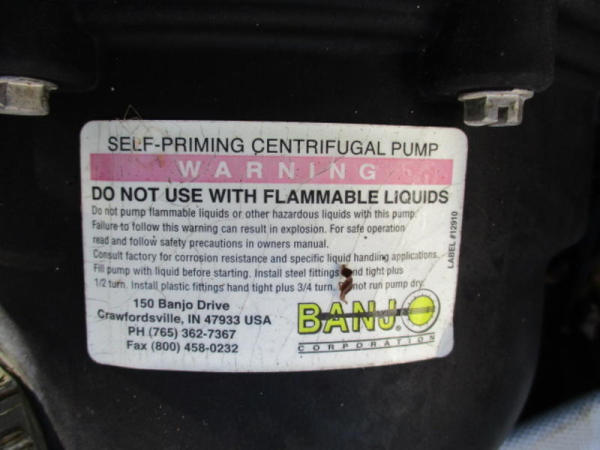 SELF-PRIMING CENTRIFUGAL PUMP
WARNING
DO NOT USE WITH FLAMMABLE LIQUIDS
Do not pump flammable liquids or other hazardous liquids with this pump.
Failure to follow this warning can result in explosion. For safe operation
read and follow safety precautions in owners manual.
Consult factory for corrosion resistance and specific liquid handling applications.
Fill pump with liquid before starting. Install steel fittings hand tight plus
1/2 turn. Install plastic fittings hand tight plus 3/4 turn. Do not run pump dry.
LABEL #12910
150 Banjo Drive
Crawfordsville, IN 47933 USA
PH (765) 362-7367
Fax (800) 458-0232
BANJO
CORPORATION